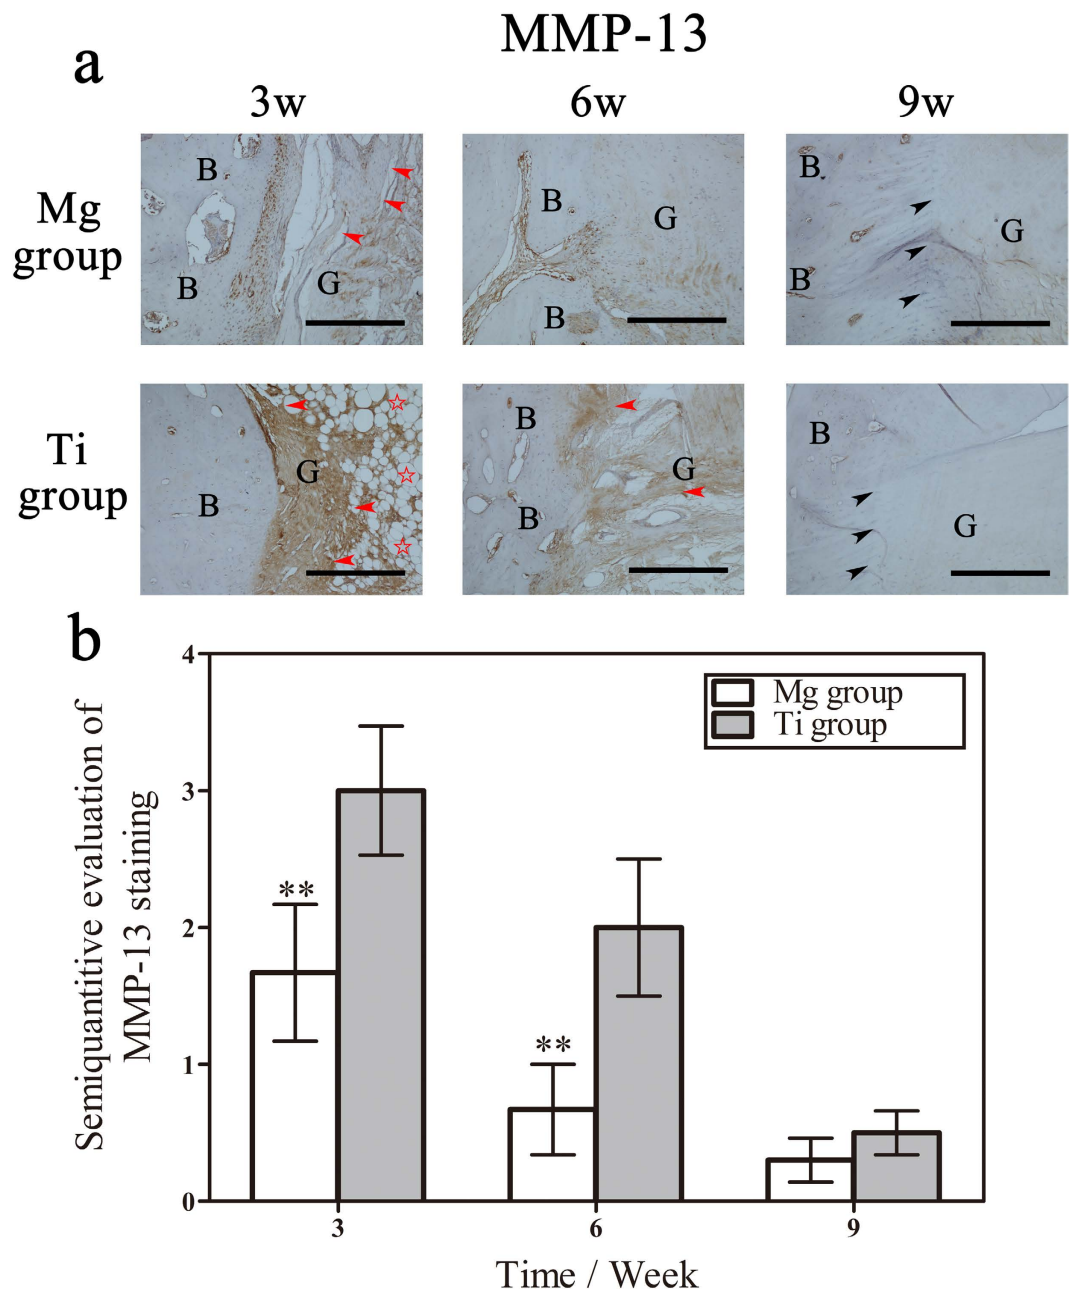 MMP-13
a
3w 6w 9w
Mg
group
B
B
G
B
G
B
B
B
G
Ti
group
B
G
B
B
G
B
G
b
Semiquantitive evaluation of
MMP-13 staining
4
3
2
1
0
**
**
Mg group
Ti group
3 6 9
Time / Week